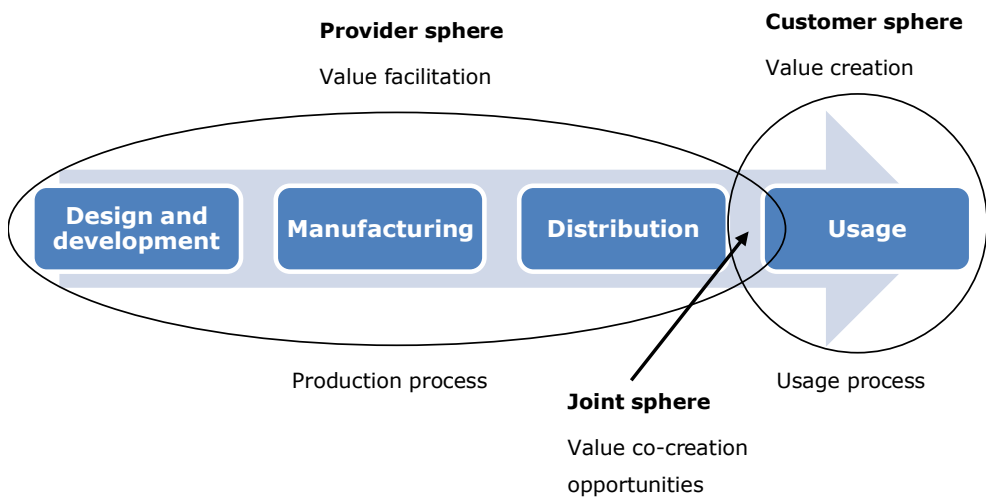 Provider sphere
Value facilitation
Customer sphere
Value creation
Design and
development
Manufacturing
Distribution
Usage
Production process
Usage process
Joint sphere
Value co-creation
opportunities